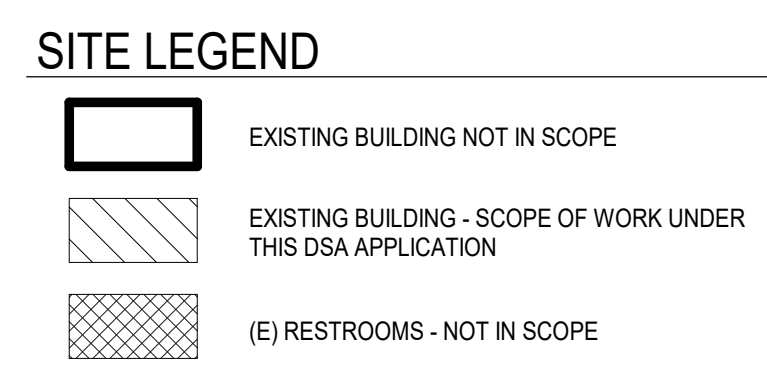 SITE LEGEND
EXISTING BUILDING NOT IN SCOPE
EXISTING BUILDING - SCOPE OF WORK UNDER
THIS DSA APPLICATION
(E) RESTROOMS - NOT IN SCOPE